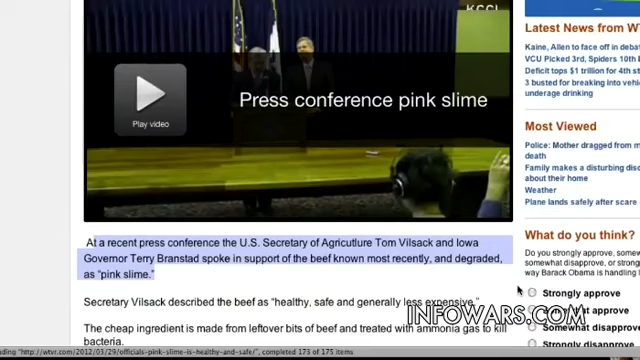 KCCI
Press conference pink slime
Play video
At a recent press conference the U.S. Secretary of Agricutlure Tom Vilsack and Iowa
Governor Terry Branstad spoke in support of the beef known most recently, and degraded,
as "pink slime."
Secretary Vilsack described the beef as "healthy, safe and generally less expensive."
The cheap ingredient is made from leftover bits of beef and treated with ammonia gas to kill
bacteria.
Latest News from W
Kaine, Allen to face off in deba
VCU Picked 3rd, Spiders 10th
Deficit tops $1 trillion for 4th st
3 busted for breaking into vehic
underage drinking
Most Viewed
Police: Mother dragged from m
death
Family makes a disturbing disc
about their home
Weather
Plane lands safely after scare
What do you think?
Do you strongly approve, somew
somewhat disapprove, or strong
way Barack Obama is handling
Strongly approve
Somewhat approve
Somewhat disapprove
Strongly disapprove
INFOWARS.COM
"http://wtvr.com/2012/03/29/officials-pink-slime-is-healthy-and-safe/", completed 173 of 175 items